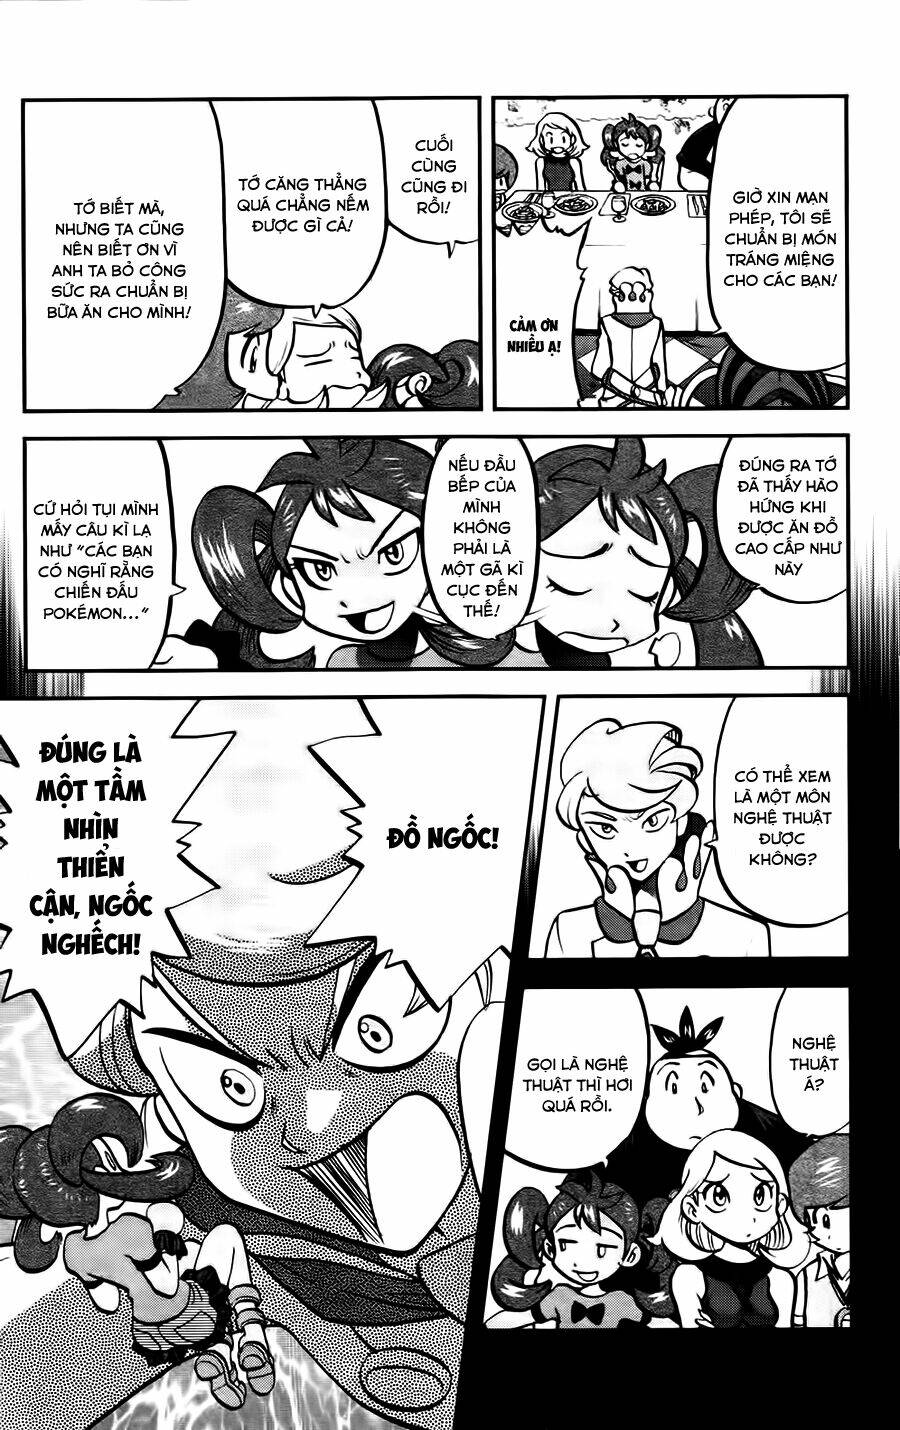 GIỜ XIN MẠN
PHÉP, TÔI SẼ
CHUẨN BỊ MÓN
TRÁNG MIỆNG
CHO CÁC BẠN!
CẢM ƠN
NHIỀU Ạ!
CUỐI
CÙNG
CŨNG ĐI
RỒI!
TỚ CĂNG THẲNG
QUÁ CHẲNG NẾM
ĐƯỢC GÌ CẢ!
TỚ BIẾT MÀ,
NHƯNG TA CŨNG
NÊN BIẾT ƠN VÌ
ANH TA BỎ CÔNG
SỨC RA CHUẨN BỊ
BỮA ĂN CHO MÌNH!
ĐÚNG RA TỚ
ĐÃ THẤY HÀO
HỨNG KHI
ĐƯỢC ĂN ĐỒ
CAO CẤP NHƯ
NÀY
NẾU ĐẦU
BẾP CỦA
MÌNH
KHÔNG
PHẢI LÀ
MỘT GÃ KÌ
CỤC ĐẾN
THẾ!
CỨ HỎI TỤI MÌNH
MẤY CÂU KÌ LẠ
NHƯ "CÁC BẠN
CÓ NGHĨ RẰNG
CHIẾN ĐẤU
POKÉMON..."
CÓ THỂ XEM
LÀ MỘT MÔN
NGHỆ THUẬT
ĐƯỢC
KHÔNG?
NGHỆ
THUẬT
Á?
GỌI LÀ NGHỆ
THUẬT THÌ HƠI
QUÁ RỒI.
ĐỒ NGỐC!
ĐÚNG LÀ
MỘT TẦM
NHÌN
THIỂN
CẬN, NGỐC
NGHẾCH!